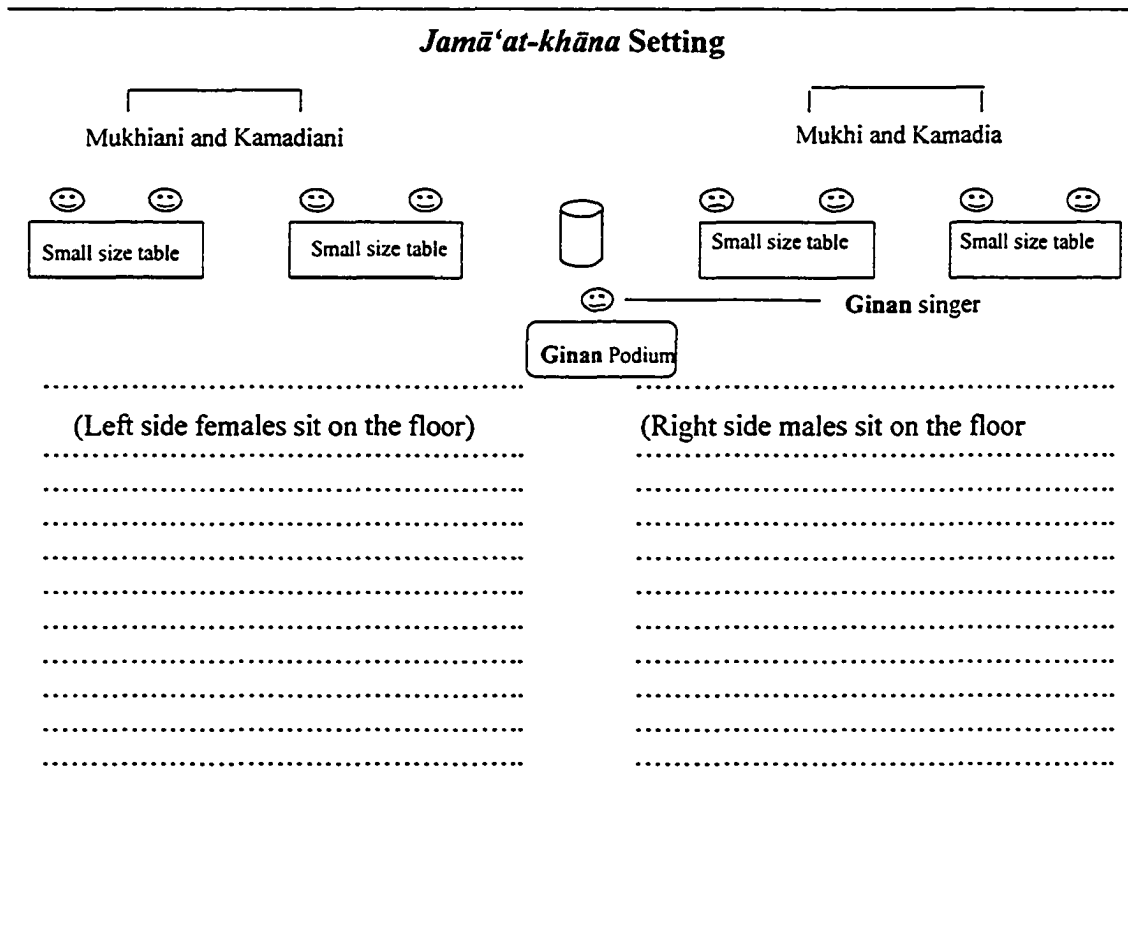 Jamā‘at-khāna Setting
Mukhiani and Kamadiani
Mukhi and Kamadia
Small size table
Small size table
Small size table
Small size table
Ginan singer
Ginan Podium
(Left side females sit on the floor)
(Right side males sit on the floor